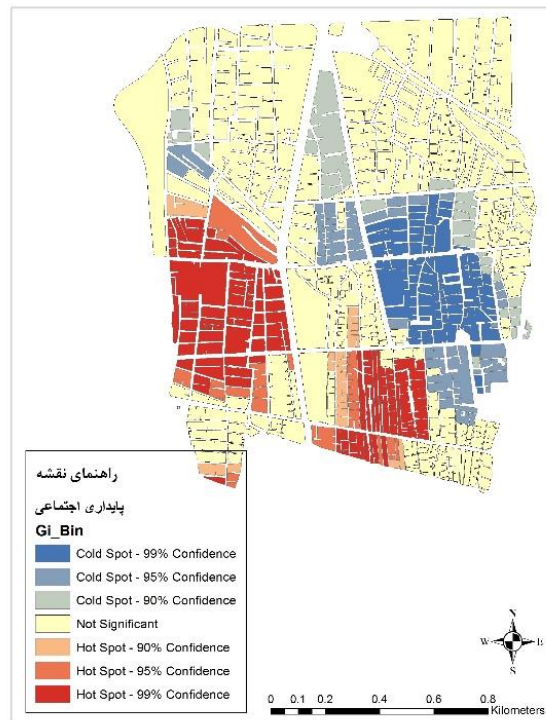 راهنمای نقشه
پایداری اجتماعی
Gi_Bin
Cold Spot - 99% Confidence
Cold Spot - 95% Confidence
Cold Spot - 90% Confidence
Not Significant
Hot Spot - 90% Confidence
Hot Spot - 95% Confidence
Hot Spot - 99% Confidence
N
W E
S
0 0.1 0.2 0.4 0.6 0.8
Kilometers